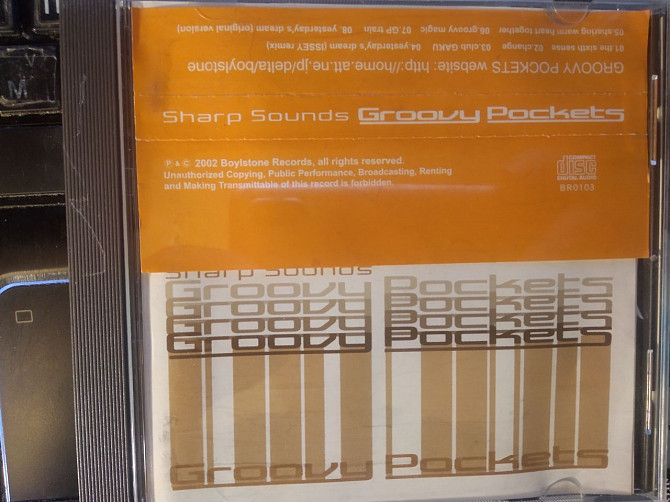 V
M
GROOVY POCKETS website: http://home.att.ne.jp/delta/boylstone
01.the sixth sense 02.change 03.club GAKU 04.yesterday's dream (ISSEY remix)
05.sharing warm heart together 06.groovy magic 07.GP train 08. yesterday's dream (original version)
Sharp Sounds Groovy Pockets
Ⓟ & © 2002 Boylstone Records, all rights reserved.
Unauthorized Copying, Public Performance, Broadcasting, Renting
and Making Transmittable of this record is forbidden.
COMPACT
disc
DIGITAL AUDIO
BR0103
Sharp Sounds
Groovy Pockets
Groovy Pockets
Groovy Pockets
Groovy Pockets
Groovy Pockets